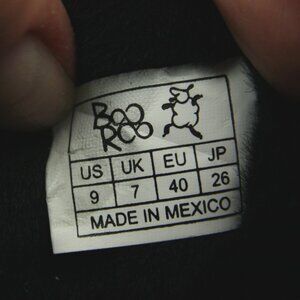 BOO
ROO
US UK EU JP
9 7 40 26
MADE IN MEXICO